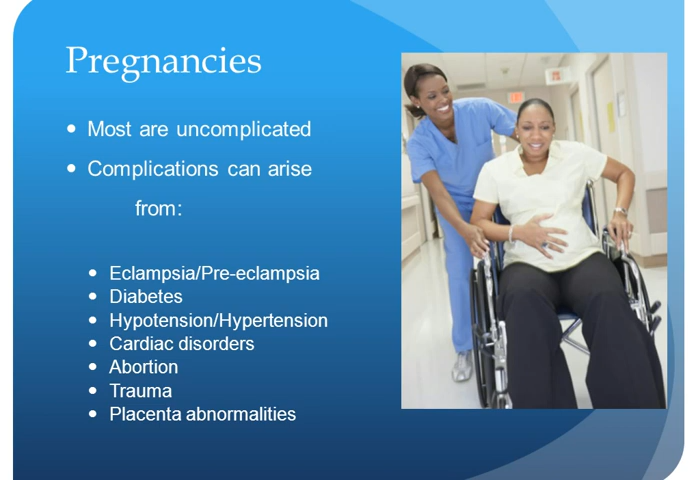 Pregnancies
Most are uncomplicated
Complications can arise
from:
Eclampsia/Pre-eclampsia
Diabetes
Hypotension/Hypertension
Cardiac disorders
Abortion
Trauma
Placenta abnormalities